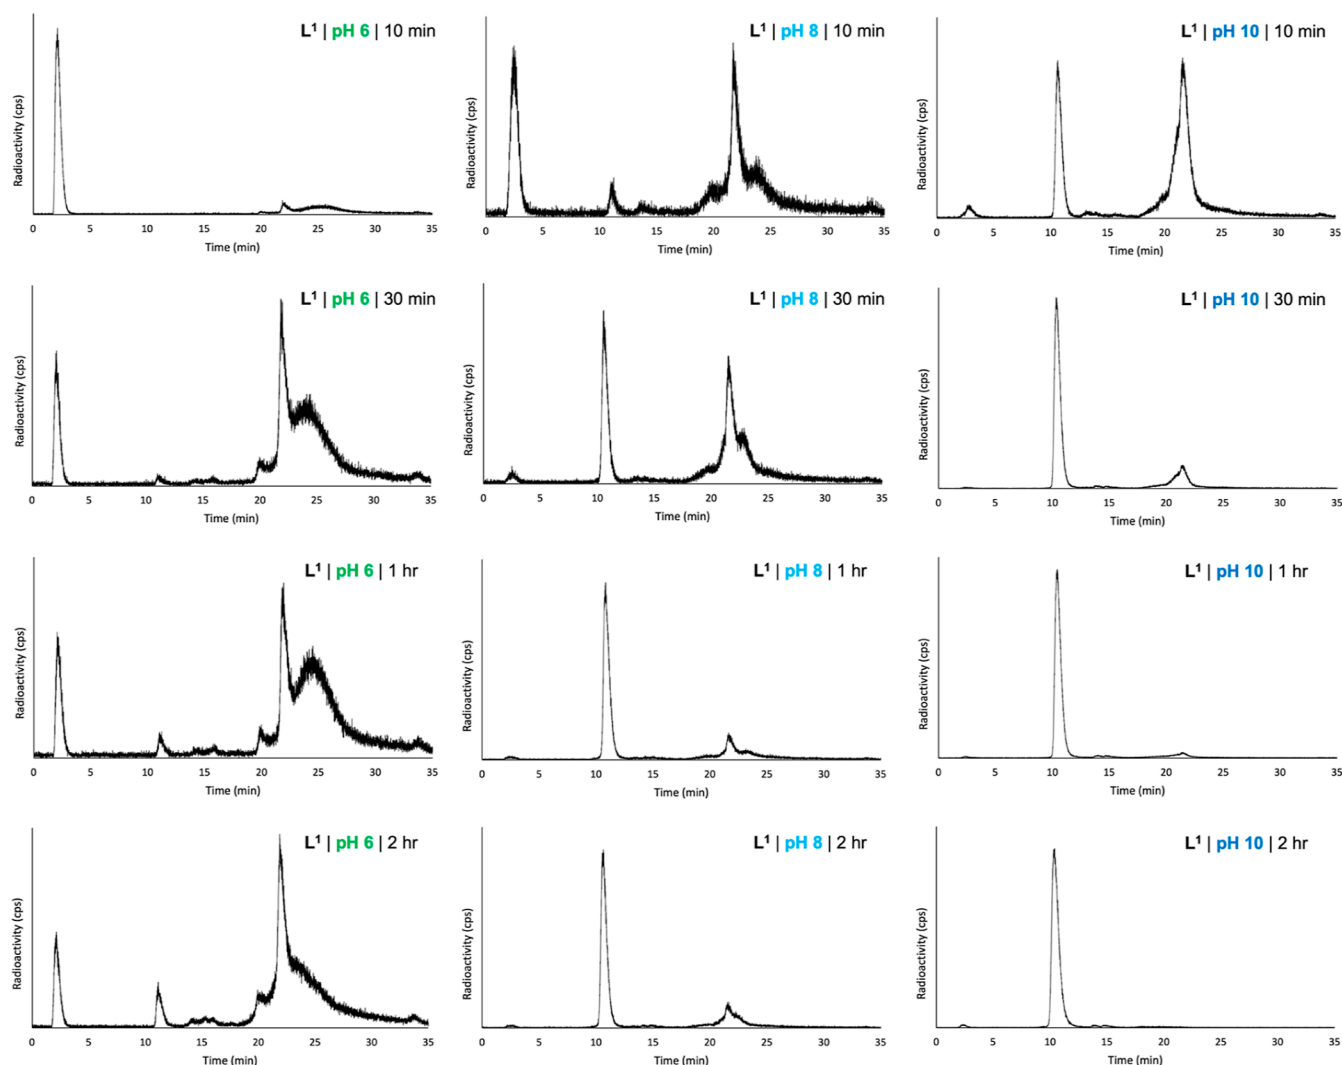 L¹ | pH 6 | 10 min
Radioactivity (cps)
0 5 10 15 20 25 30 35
Time (min)
L¹ | pH 8 | 10 min
Radioactivity (cps)
0 5 10 15 20 25 30 35
Time (min)
L¹ | pH 10 | 10 min
Radioactivity (cps)
0 5 10 15 20 25 30 35
Time (min)
L¹ | pH 6 | 30 min
Radioactivity (cps)
0 5 10 15 20 25 30 35
Time (min)
L¹ | pH 8 | 30 min
Radioactivity (cps)
0 5 10 15 20 25 30 35
Time (min)
L¹ | pH 10 | 30 min
Radioactivity (cps)
0 5 10 15 20 25 30 35
Time (min)
L¹ | pH 6 | 1 hr
Radioactivity (cps)
0 5 10 15 20 25 30 35
Time (min)
L¹ | pH 8 | 1 hr
Radioactivity (cps)
0 5 10 15 20 25 30 35
Time (min)
L¹ | pH 10 | 1 hr
Radioactivity (cps)
0 5 10 15 20 25 30 35
Time (min)
L¹ | pH 6 | 2 hr
Radioactivity (cps)
0 5 10 15 20 25 30 35
Time (min)
L¹ | pH 8 | 2 hr
Radioactivity (cps)
0 5 10 15 20 25 30 35
Time (min)
L¹ | pH 10 | 2 hr
Radioactivity (cps)
0 5 10 15 20 25 30 35
Time (min)